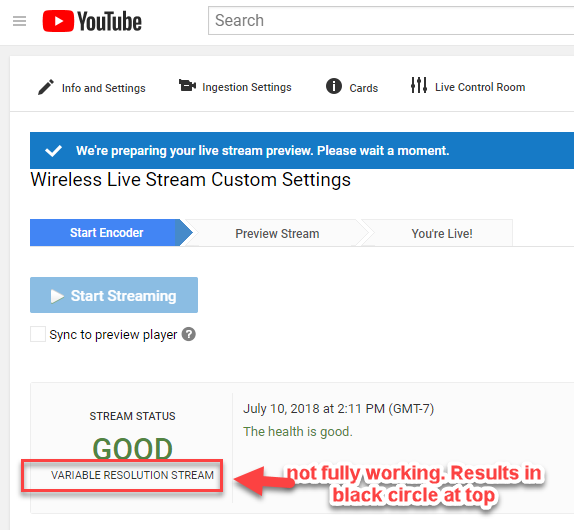 YouTube
Search
Info and Settings
Ingestion Settings
Cards
Live Control Room
We're preparing your live stream preview. Please wait a moment.
Wireless Live Stream Custom Settings
Start Encoder
Preview Stream
You're Live!
Start Streaming
Sync to preview player ?
STREAM STATUS
GOOD
VARIABLE RESOLUTION STREAM
July 10, 2018 at 2:11 PM (GMT-7)
The health is good.
not fully working. Results in
black circle at top